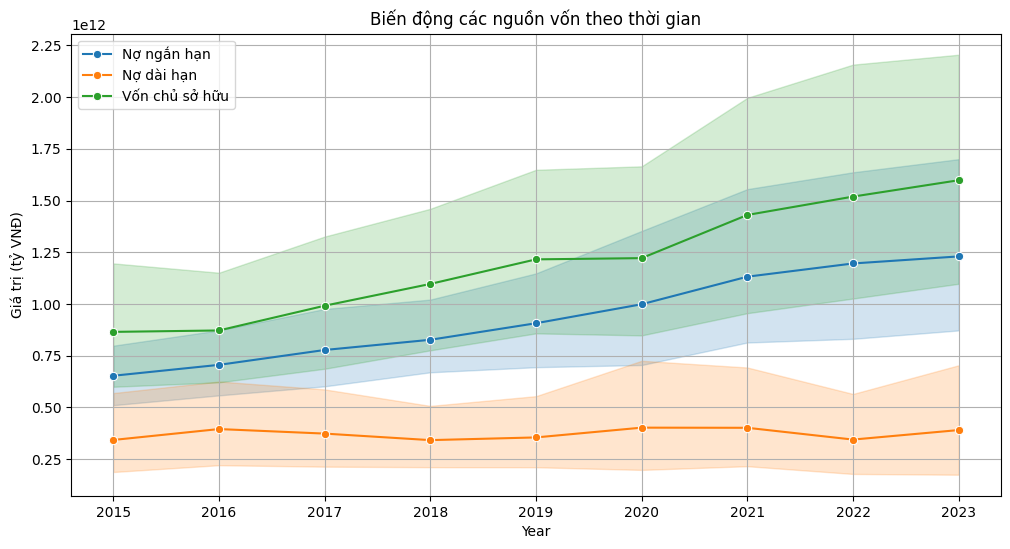 Biến động các nguồn vốn theo thời gian
1e12
2.25
2.00
1.75
1.50
1.25
1.00
0.75
0.50
0.25
Giá trị (tỷ VNĐ)
Nợ ngắn hạn
Nợ dài hạn
Vốn chủ sở hữu
2015 2016 2017 2018 2019 2020 2021 2022 2023
Year